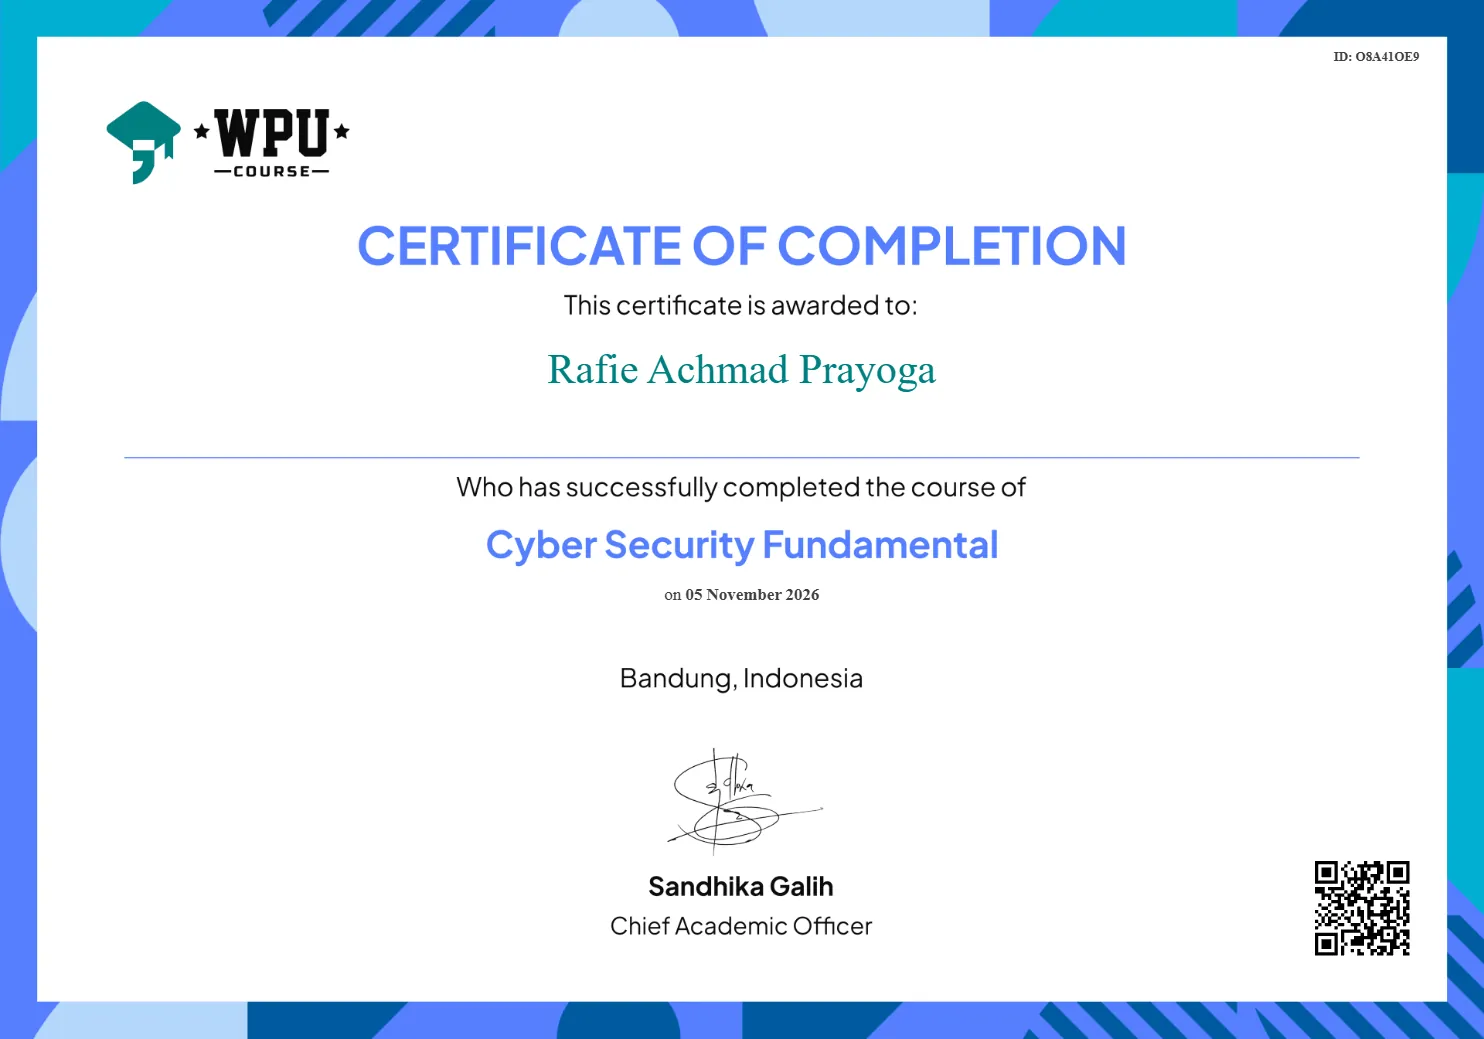 ID: O8A41OE9
WPU
COURSE
CERTIFICATE OF COMPLETION
This certificate is awarded to:
Rafie Achmad Prayoga
Who has successfully completed the course of
Cyber Security Fundamental
on 05 November 2026
Bandung, Indonesia
Sandhika Galih
Chief Academic Officer